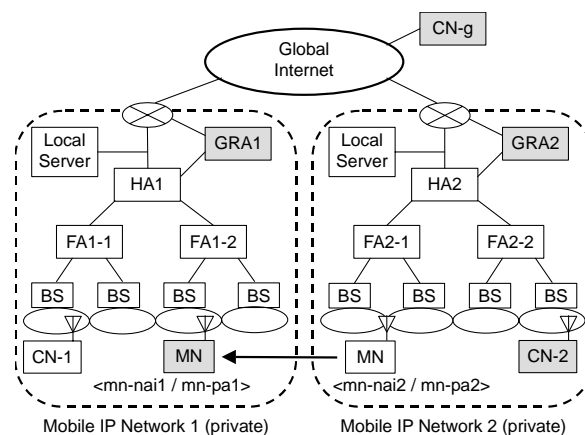 CN-g
Global
Internet
Local
Server
GRA1
Local
Server
GRA2
HA1
HA2
FA1-1
FA1-2
FA2-1
FA2-2
BS
BS
BS
BS
BS
BS
BS
BS
CN-1
MN
MN
CN-2
<mn-nai1 / mn-pa1>
<mn-nai2 / mn-pa2>
Mobile IP Network 1 (private)
Mobile IP Network 2 (private)